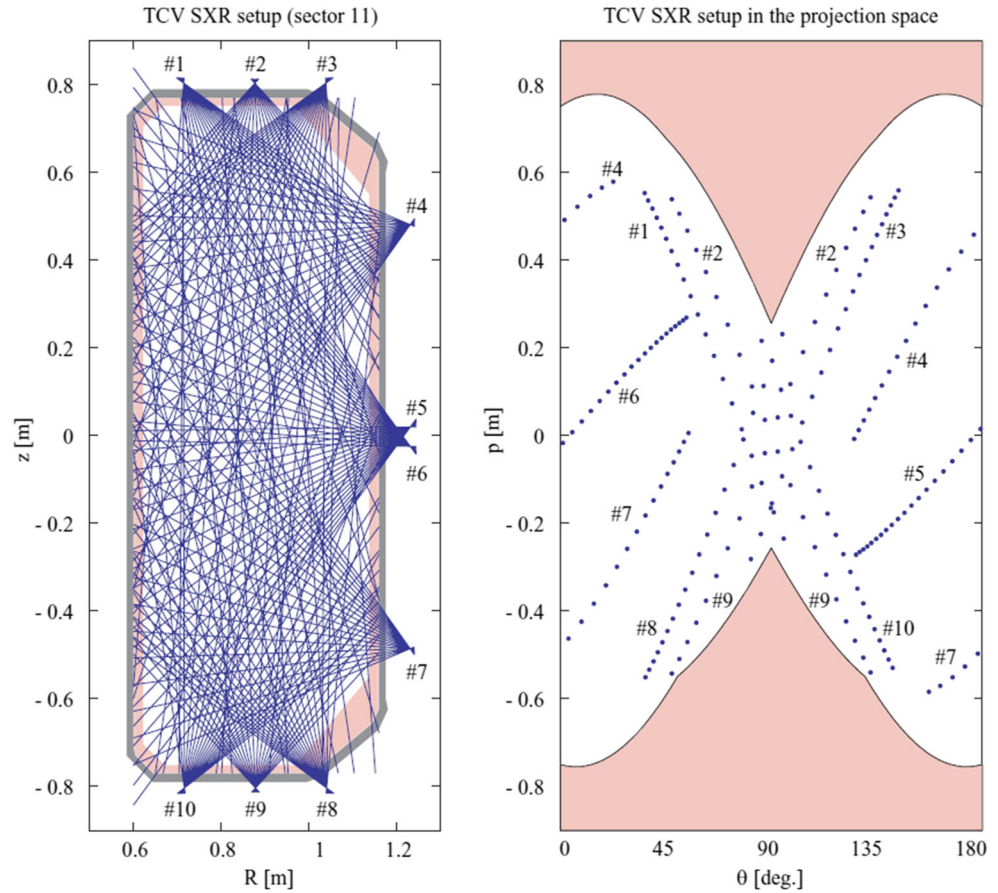 TCV SXR setup (sector 11)
#1 #2 #3
0.8
0.6
#4
0.4
0.2
z [m]
0
#5
#6
- 0.2
- 0.4
#7
- 0.6
- 0.8
#10 #9 #8
0.6 0.8 1 1.2
R [m]
TCV SXR setup in the projection space
0.8
0.6
#4
#1 #2 #2 #3
0.4
0.2
#4
#6
p [m]
0
#5
- 0.2
#7
- 0.4
#9 #9
#8 #10
#7
- 0.6
- 0.8
0 45 90 135 180
θ [deg.]